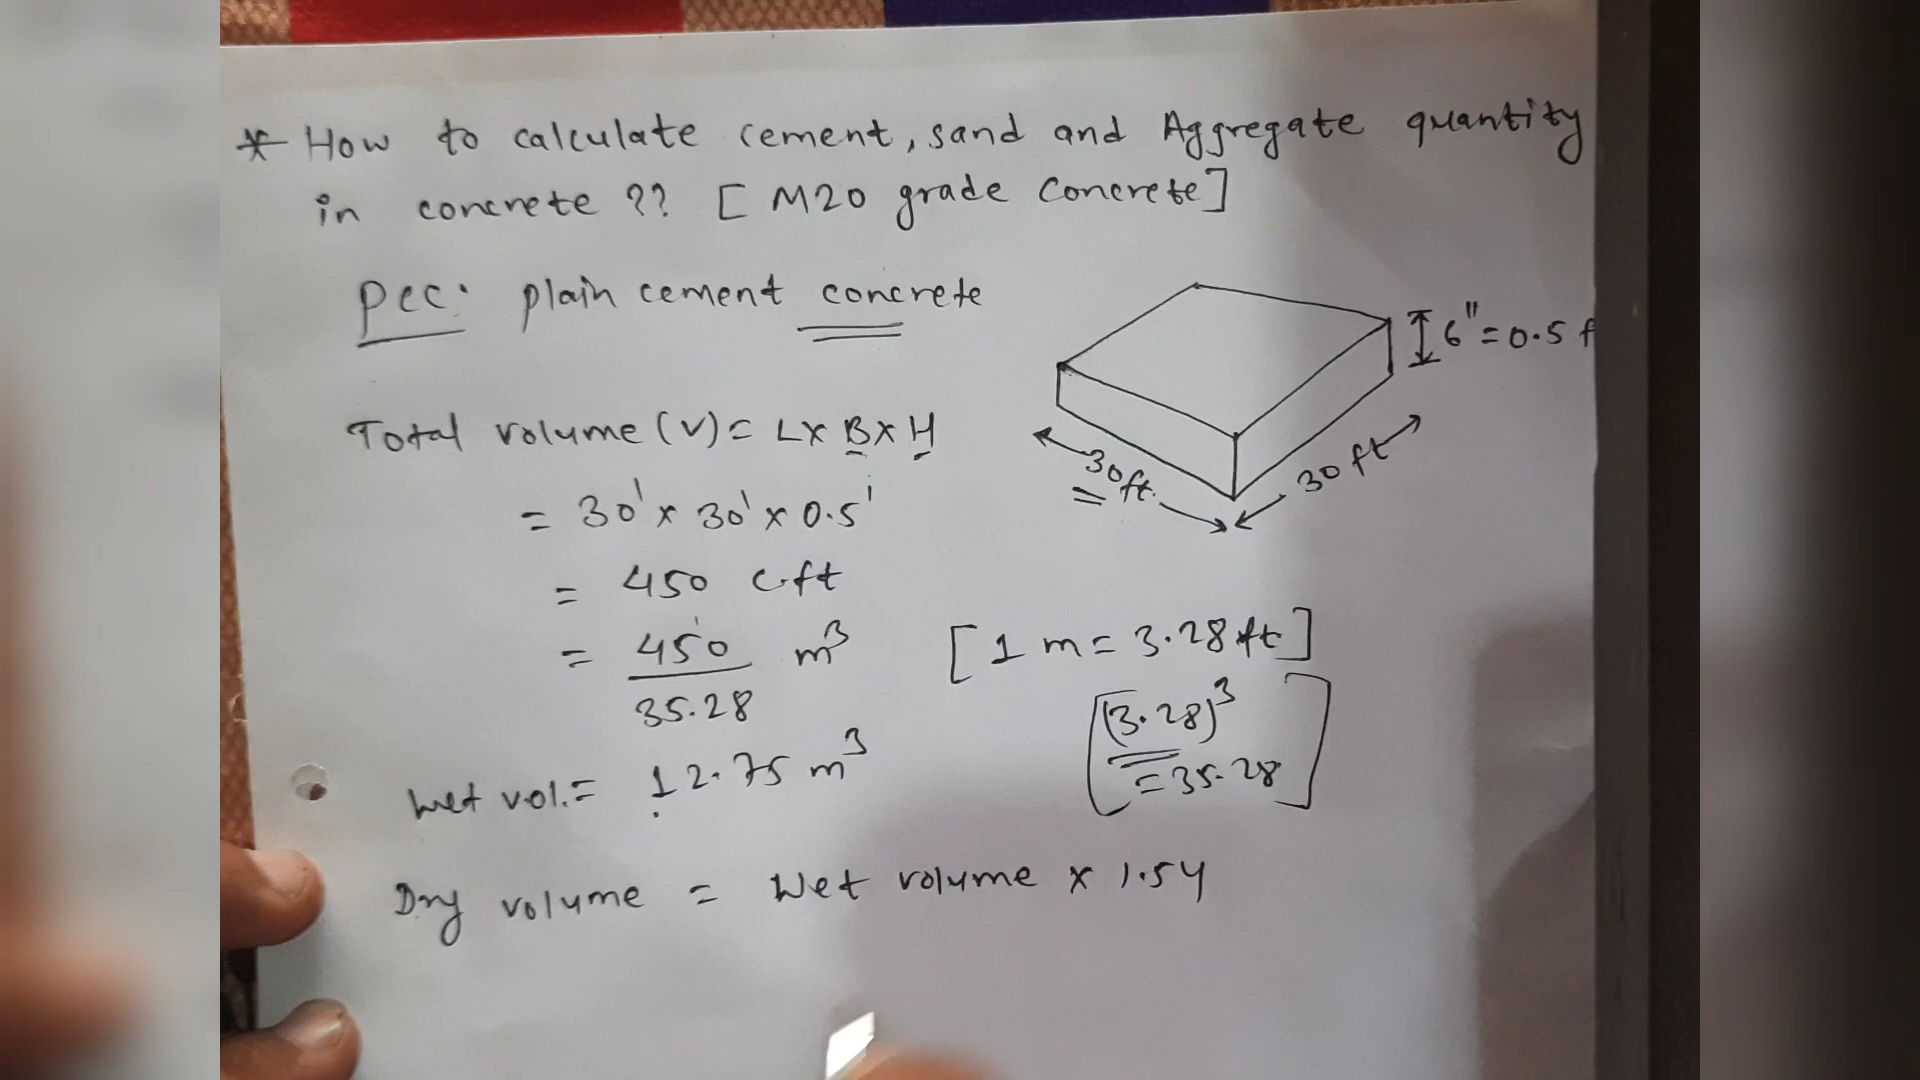 * How to calculate cement, sand and Aggregate quantity
in concrete ?? [ M20 grade concrete]
PCC: plain cement concrete
6" = 0.5 f
Total volume (V) = L x B x H
30ft.
30 ft
= 30' x 30' x 0.5'
= 450 c.ft
= 450 m³ [1 m = 3.28 ft]
35.28
[(3.28)³
= 35.28]
Wet vol. = 12.75 m³
Dry volume = Wet volume x 1.54